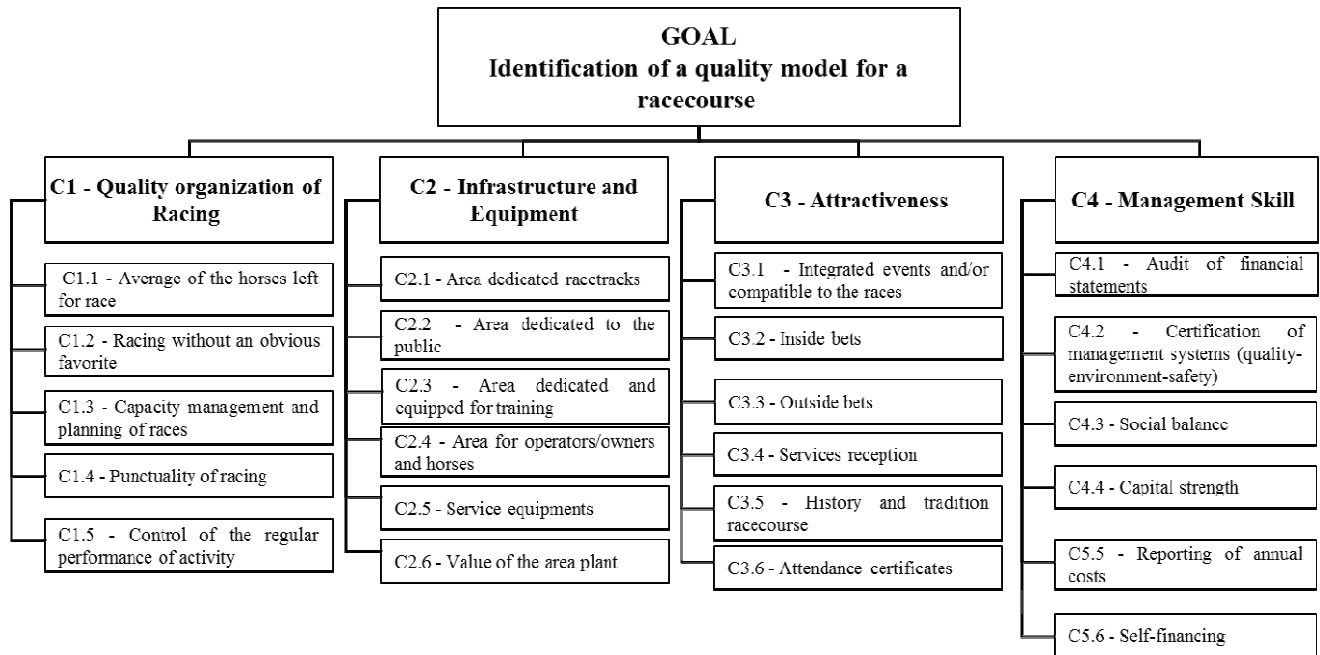 GOAL
Identification of a quality model for a
racecourse
C1 - Quality organization of
Racing
C1.1 - Average of the horses left
for race
C1.2 - Racing without an obvious
favorite
C1.3 - Capacity management and
planning of races
C1.4 - Punctuality of racing
C1.5 - Control of the regular
performance of activity
C2 - Infrastructure and
Equipment
C2.1 - Area dedicated racetracks
C2.2 - Area dedicated to the
public
C2.3 - Area dedicated and
equipped for training
C2.4 - Area for operators/owners
and horses
C2.5 - Service equipments
C2.6 - Value of the area plant
C3 - Attractiveness
C3.1 - Integrated events and/or
compatible to the races
C3.2 - Inside bets
C3.3 - Outside bets
C3.4 - Services reception
C3.5 - History and tradition
racecourse
C3.6 - Attendance certificates
C4 - Management Skill
C4.1 - Audit of financial
statements
C4.2 - Certification of
management systems (quality-
environment-safety)
C4.3 - Social balance
C4.4 - Capital strength
C5.5 - Reporting of annual
costs
C5.6 - Self-financing